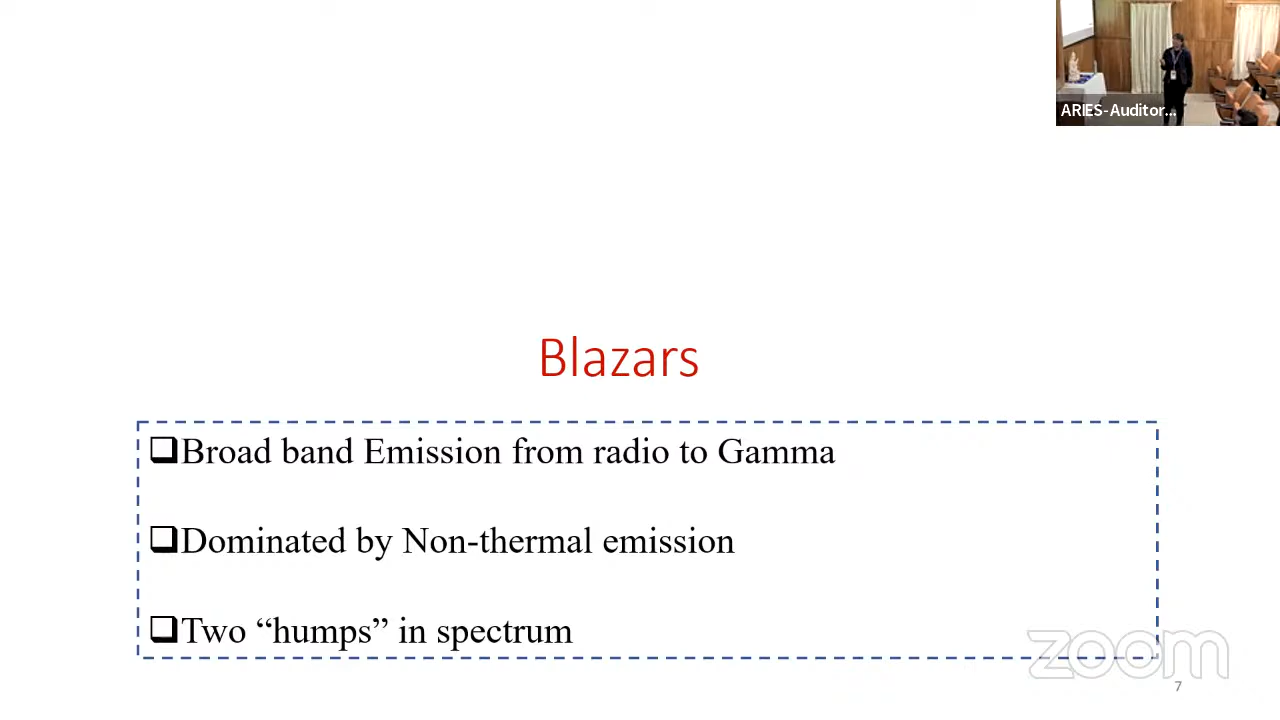 ARIES-Auditor...
Blazars
❑Broad band Emission from radio to Gamma
❑Dominated by Non-thermal emission
❑Two “humps” in spectrum
zoom
7